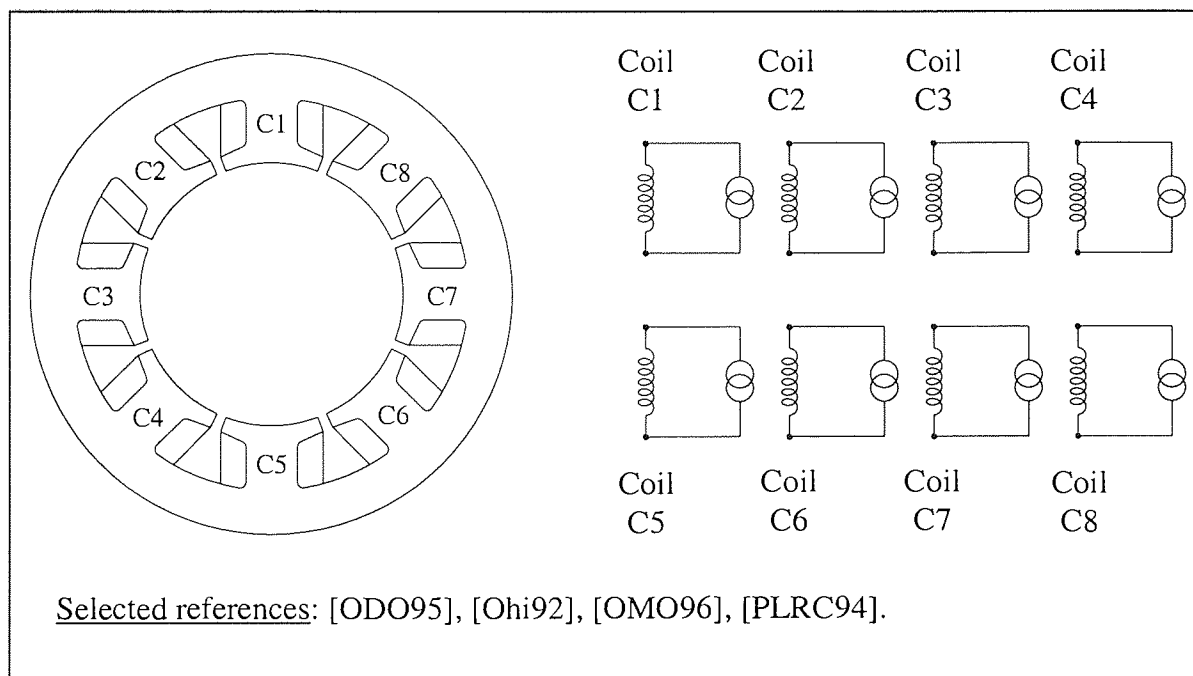 C1
C2
C8
C3
C7
C4
C6
C5
Coil Coil Coil Coil
C1 C2 C3 C4
Coil Coil Coil Coil
C5 C6 C7 C8
Selected references: [ODO95], [Ohi92], [OMO96], [PLRC94].